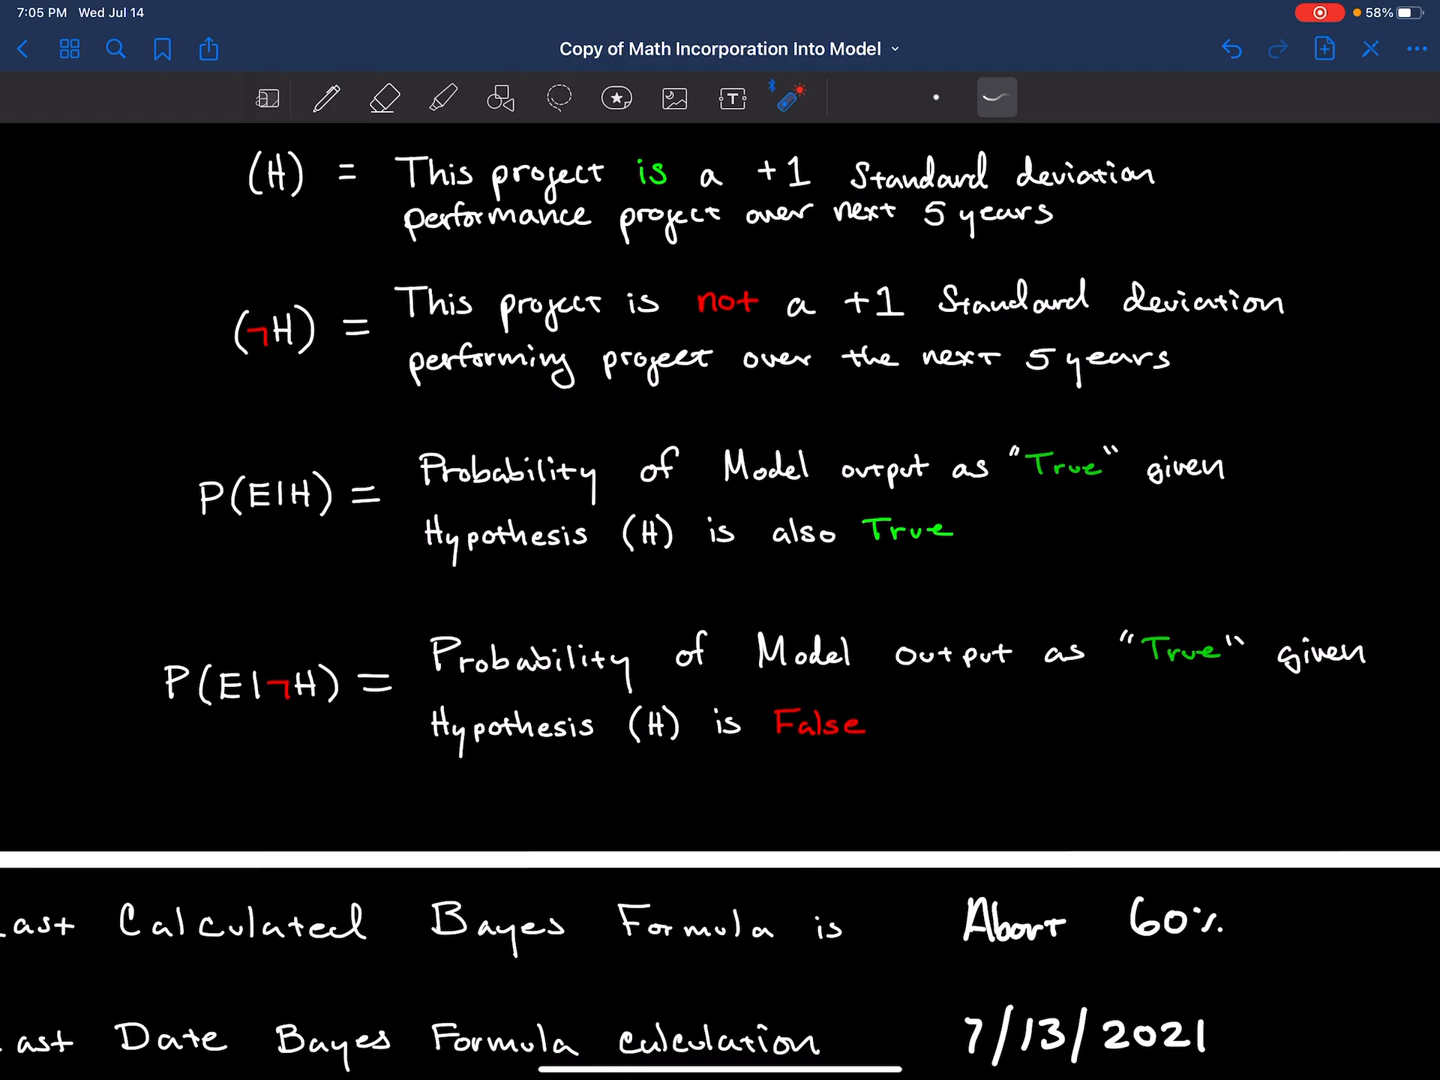 7:05 PM Wed Jul 14
58%
Copy of Math Incorporation Into Model
T
(H) = This project is a +1 Standard deviation
performance project over next 5 years
(¬H) = This project is not a +1 Standard deviation
performing project over the next 5 years
P(E|H) = Probability of Model output as "True" given
Hypothesis (H) is also True
P(E|¬H) = Probability of Model output as "True" given
Hypothesis (H) is False
Last Calculated Bayes Formula is Abort 60%
Last Date Bayes Formula calculation 7/13/2021